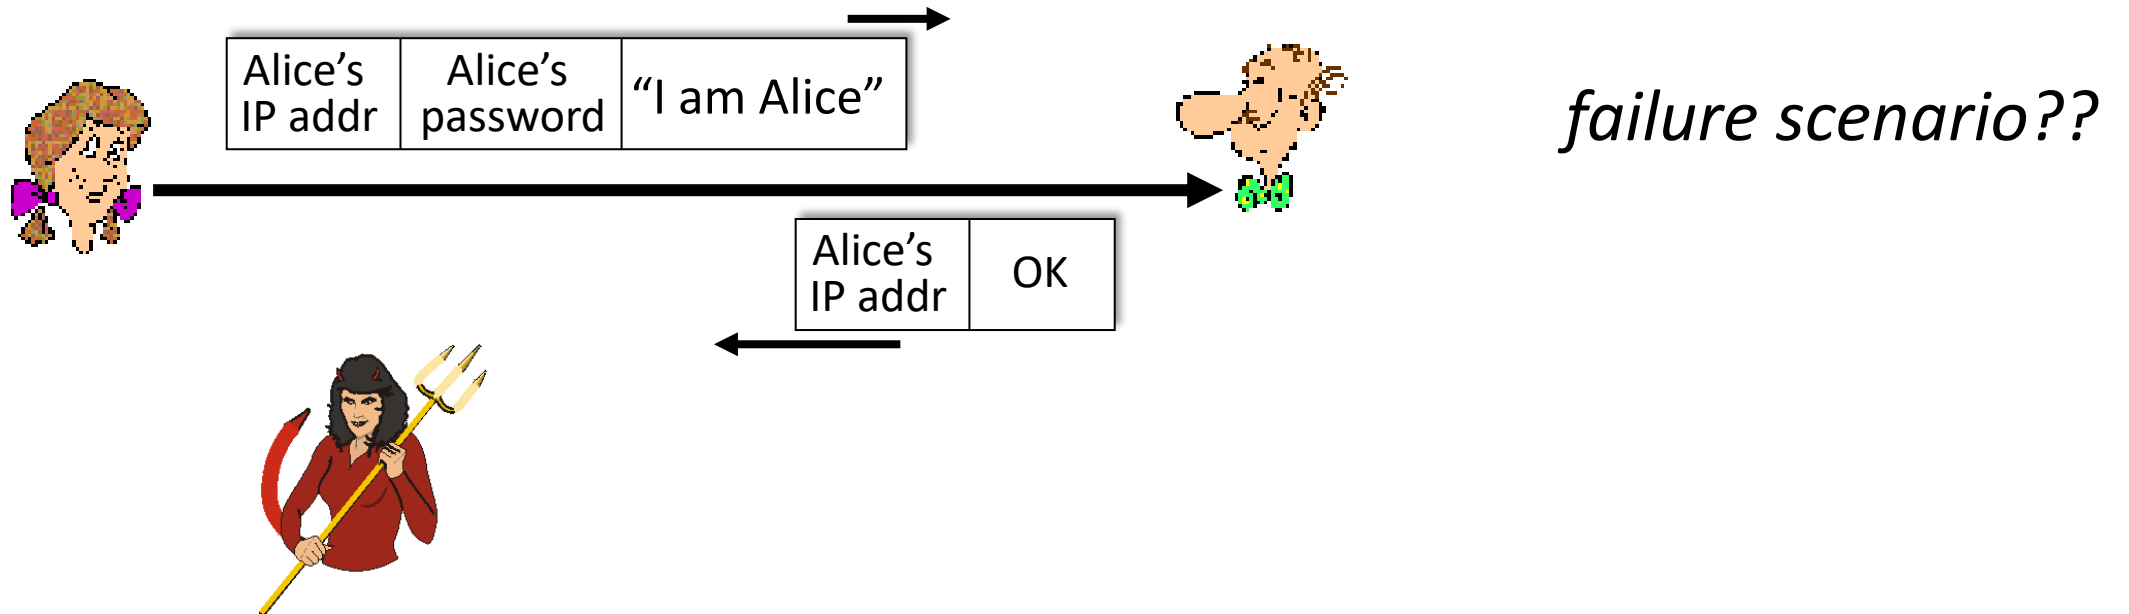 Alice’s
IP addr
Alice’s
password
“I am Alice”
failure scenario??
Alice’s
IP addr
OK